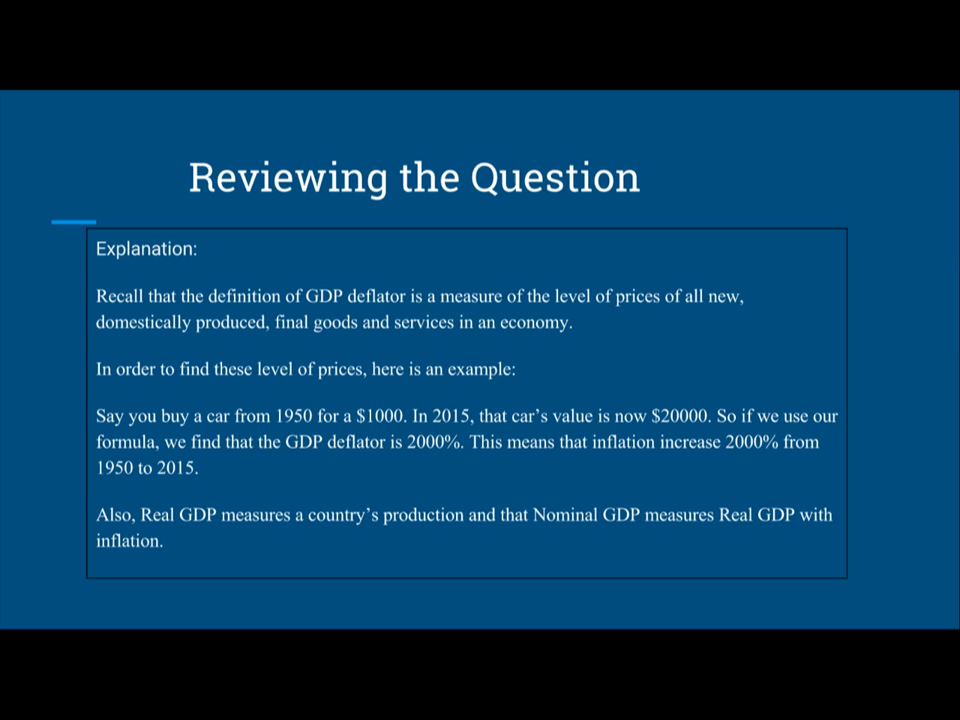 Reviewing the Question
Explanation:
Recall that the definition of GDP deflator is a measure of the level of prices of all new,
domestically produced, final goods and services in an economy.
In order to find these level of prices, here is an example:
Say you buy a car from 1950 for a $1000. In 2015, that car’s value is now $20000. So if we use our
formula, we find that the GDP deflator is 2000%. This means that inflation increase 2000% from
1950 to 2015.
Also, Real GDP measures a country’s production and that Nominal GDP measures Real GDP with
inflation.